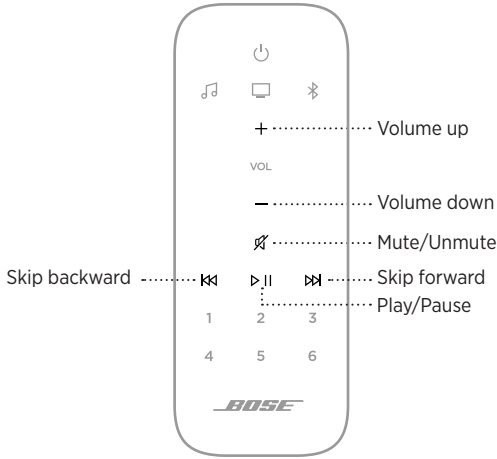 Volume up
VOL
Volume down
Mute/Unmute
Skip backward
Skip forward
Play/Pause
1 2 3
4 5 6
BOSE